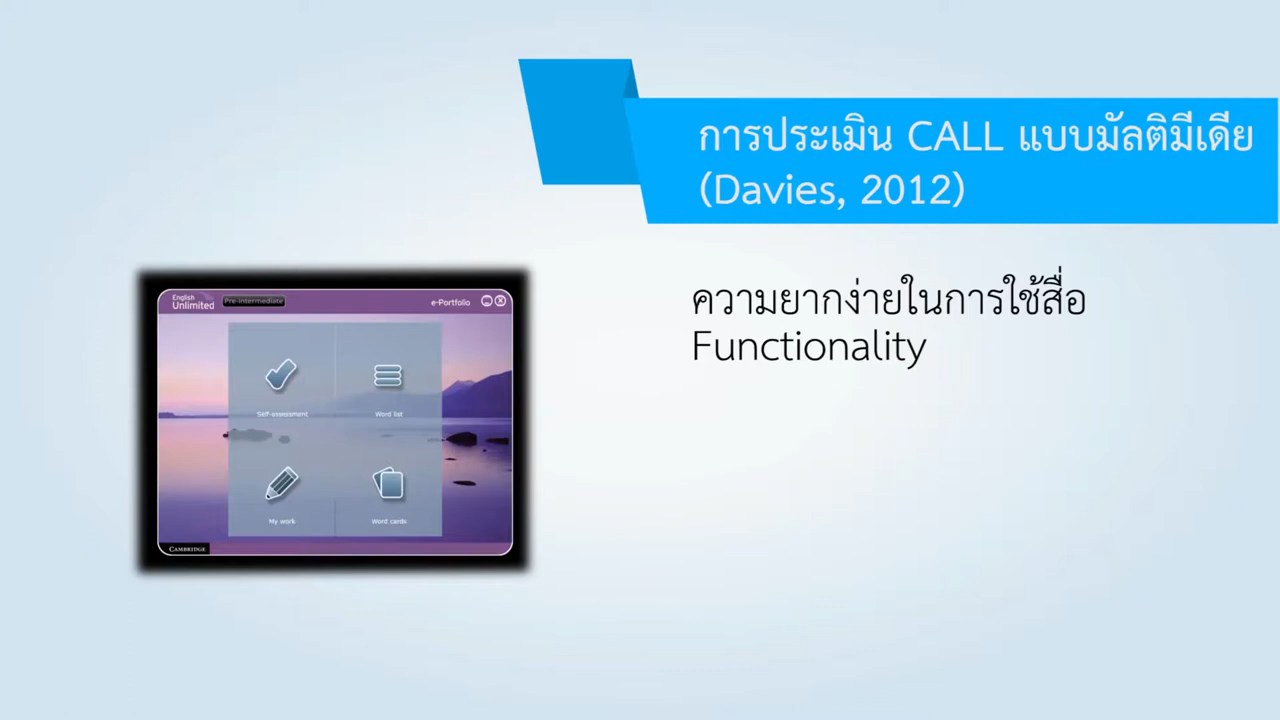 การประเมิน CALL แบบมัลติมีเดีย
(Davies, 2012)
ความยากง่ายในการใช้สื่อ
Functionality
English
Unlimited
Pre-intermediate
e-Portfolio
Self-assessment
Word list
My work
Word cards
CAMBRIDGE